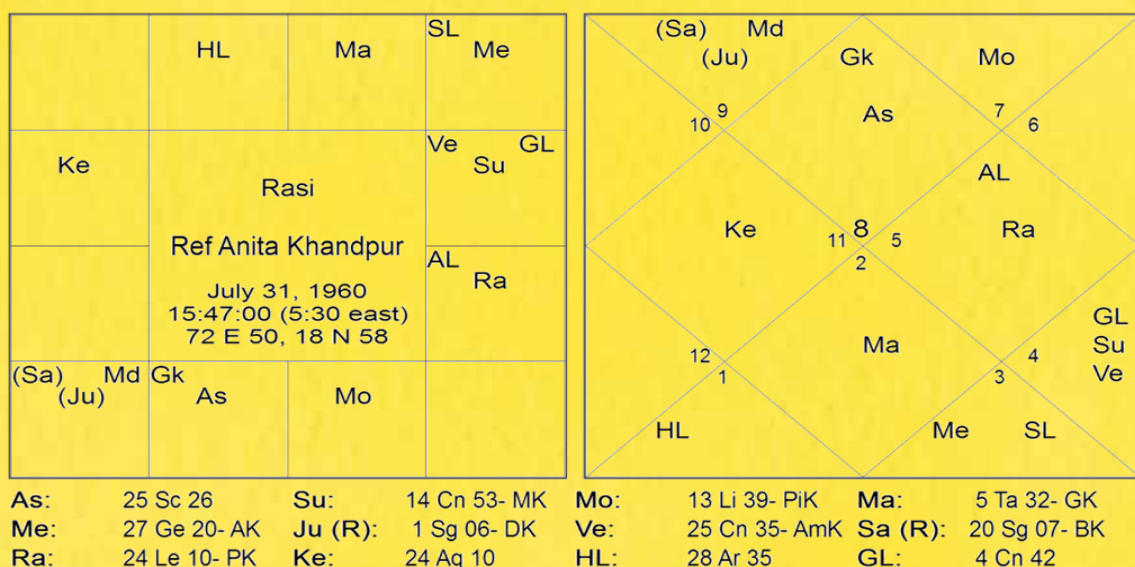 HL
Ma
SL
Me
Ke
Ve GL
Su
AL
Ra
(Sa) Md
(Ju)
Gk
As
Mo
Rasi
Ref Anita Khandpur
July 31, 1960
15:47:00 (5:30 east)
72 E 50, 18 N 58
(Sa) Md
(Ju)
Gk
Mo
As
9
10
7
6
AL
Ke
Ra
8
11
5
2
GL
Su
Ve
Ma
12
1
4
3
HL
Me
SL
As: 25 Sc 26 Su: 14 Cn 53- MK Mo: 13 Li 39- PiK Ma: 5 Ta 32- GK
Me: 27 Ge 20- AK Ju (R): 1 Sg 06- DK Ve: 25 Cn 35- AmK Sa (R): 20 Sg 07- BK
Ra: 24 Le 10- PK Ke: 24 Aq 10 HL: 28 Ar 35 GL: 4 Cn 42